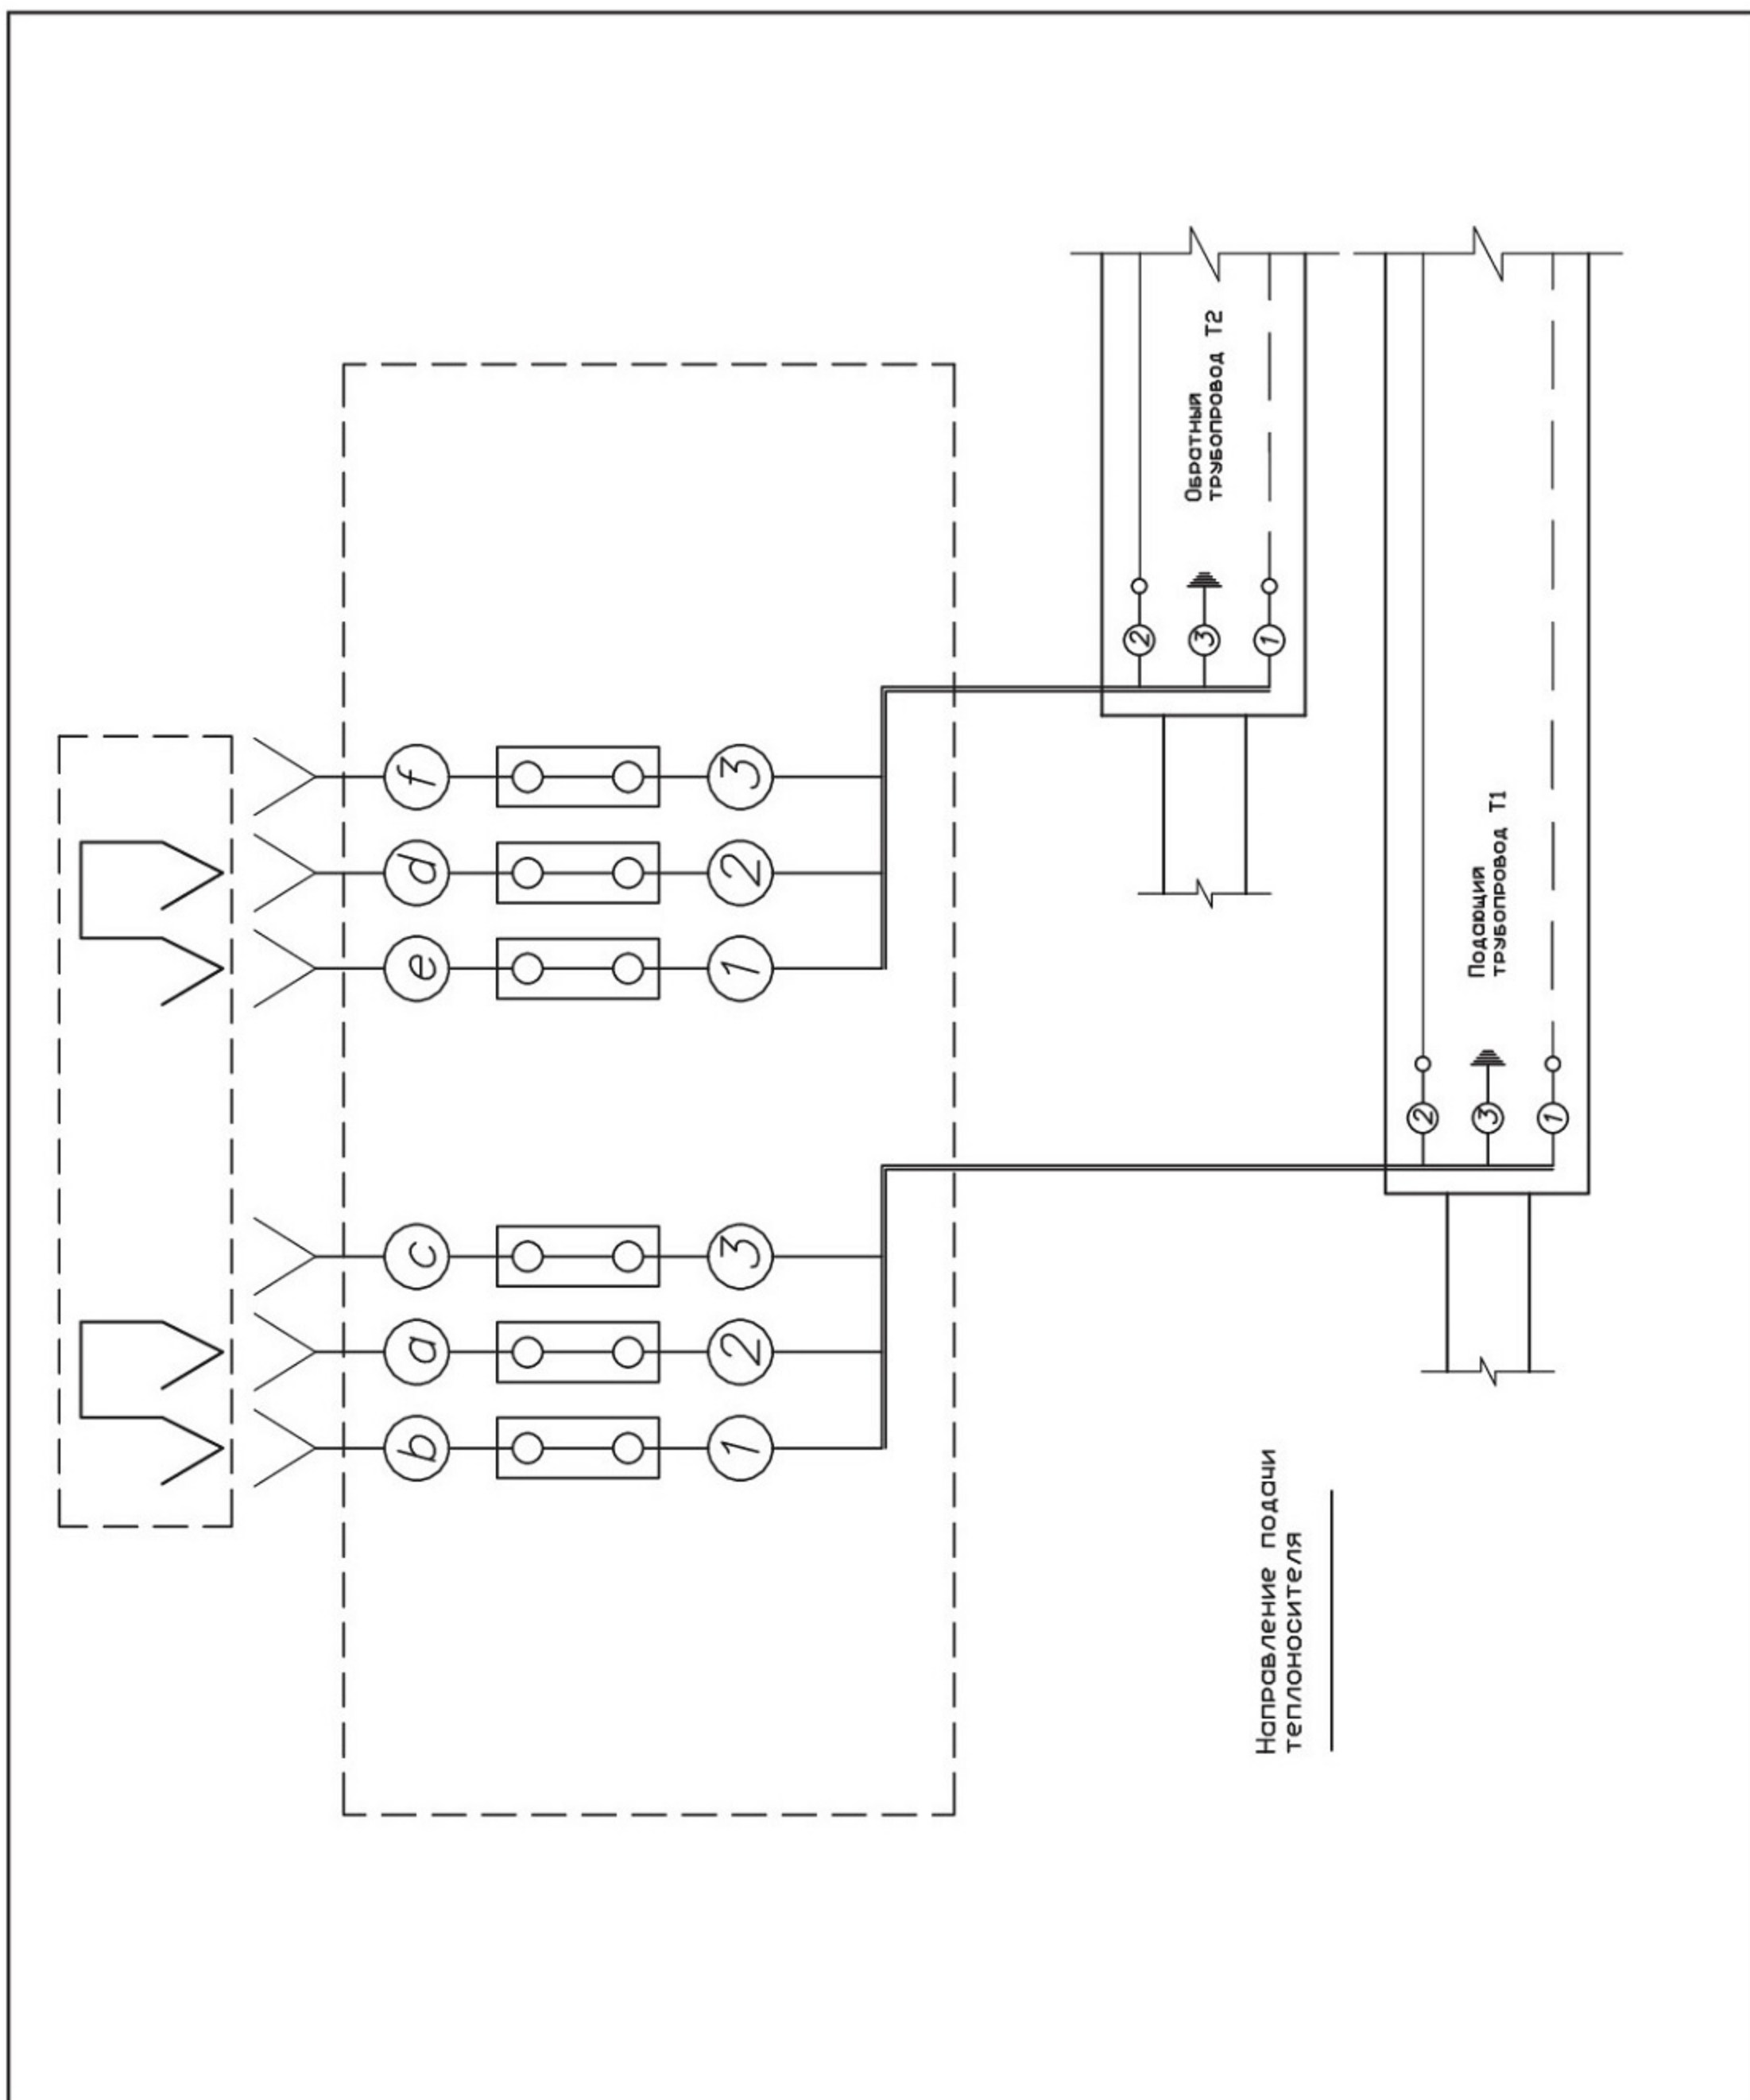 b a c e d f
1 2 3 1 2 3
2
3
Обратный
трубопровод Т2
1
Направление подачи
теплоносителя
2
3
Подающий
трубопровод Т1
1